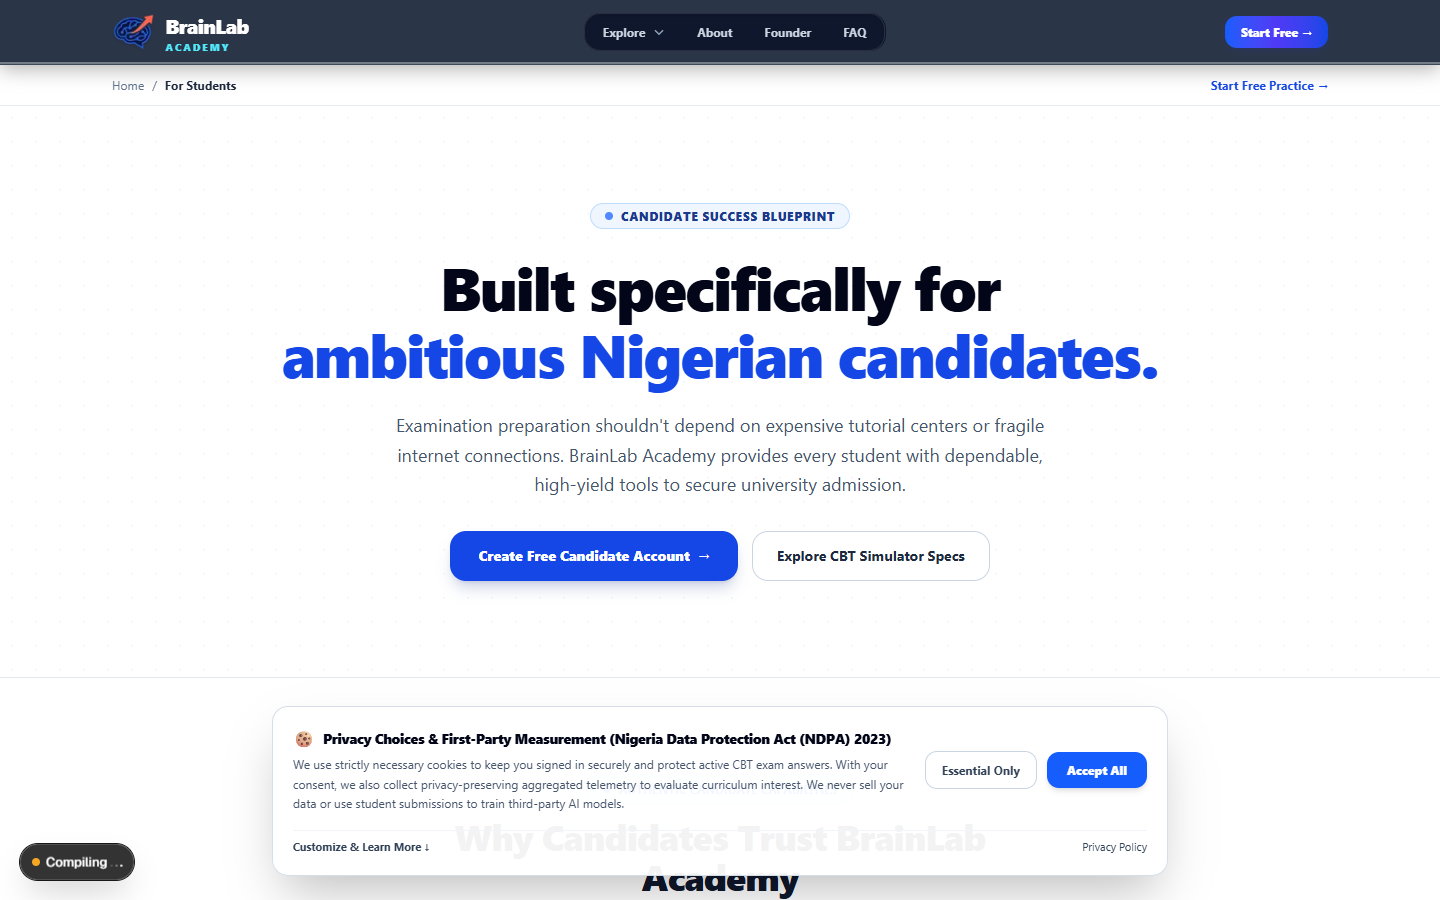 BrainLab
ACADEMY
Explore
About
Founder
FAQ
Start Free →
Home / For Students
Start Free Practice →
CANDIDATE SUCCESS BLUEPRINT
Built specifically for
ambitious Nigerian candidates.
Examination preparation shouldn't depend on expensive tutorial centers or fragile
internet connections. BrainLab Academy provides every student with dependable,
high-yield tools to secure university admission.
Create Free Candidate Account →
Explore CBT Simulator Specs
Privacy Choices & First-Party Measurement (Nigeria Data Protection Act (NDPA) 2023)
We use strictly necessary cookies to keep you signed in securely and protect active CBT exam answers. With your
consent, we also collect privacy-preserving aggregated telemetry to evaluate curriculum interest. We never sell your
data or use student submissions to train third-party AI models.
Essential Only
Accept All
Why Candidates Trust BrainLab
Academy
Customize & Learn More ↓
Privacy Policy
Compiling ...